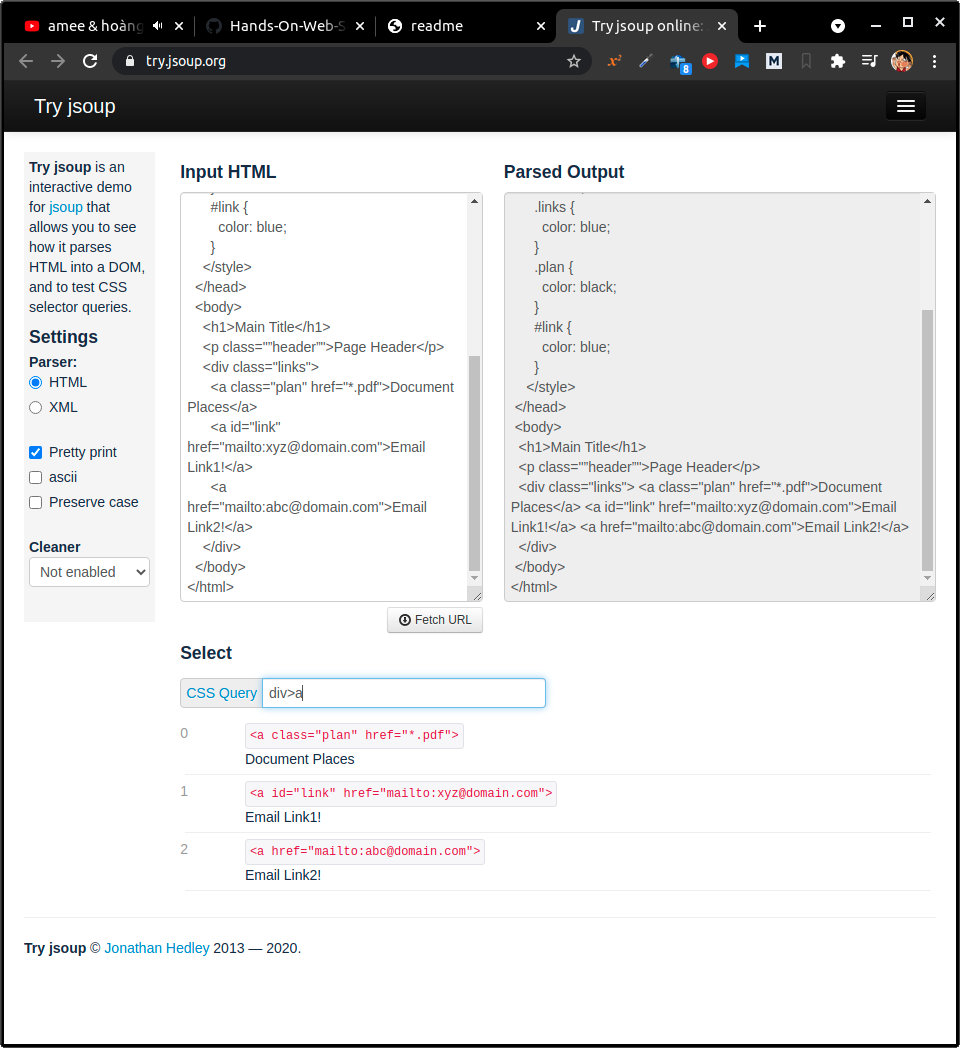 amee & hoàng
Hands-On-Web-S
readme
Try jsoup online:
try.jsoup.org
8
M
Try jsoup
Try jsoup is an
interactive demo
for jsoup that
allows you to see
how it parses
HTML into a DOM,
and to test CSS
selector queries.
Settings
Parser:
HTML
XML
Pretty print
ascii
Preserve case
Cleaner
Not enabled
Input HTML
#link {
color: blue;
}
</style>
</head>
<body>
<h1>Main Title</h1>
<p class="”header”">Page Header</p>
<div class="links">
<a class="plan" href="*.pdf">Document
Places</a>
<a id="link"
href="mailto:xyz@domain.com">Email
Link1!</a>
<a
href="mailto:abc@domain.com">Email
Link2!</a>
</div>
</body>
</html>
Fetch URL
Parsed Output
.links {
color: blue;
}
.plan {
color: black;
}
#link {
color: blue;
}
</style>
</head>
<body>
<h1>Main Title</h1>
<p class="”header”">Page Header</p>
<div class="links"> <a class="plan" href="*.pdf">Document
Places</a> <a id="link" href="mailto:xyz@domain.com">Email
Link1!</a> <a href="mailto:abc@domain.com">Email Link2!</a>
</div>
</body>
</html>
Select
CSS Query div>a
0 <a class="plan" href="*.pdf">
Document Places
1 <a id="link" href="mailto:xyz@domain.com">
Email Link1!
2 <a href="mailto:abc@domain.com">
Email Link2!
Try jsoup © Jonathan Hedley 2013 — 2020.